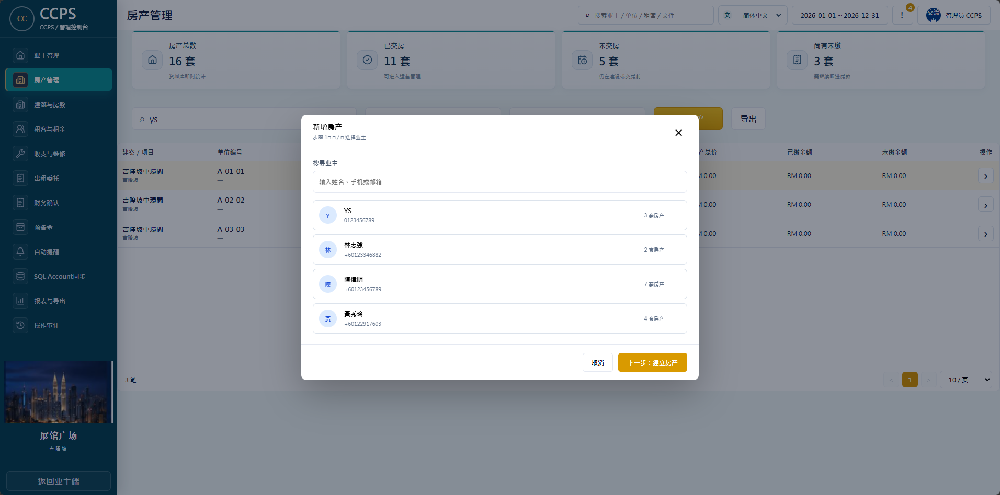 CC
CCPS
CCPS / 管理控制台
业主管理
房产管理
建筑与房款
租客与租金
收支与维修
出租委托
财务确认
预备金
自动提醒
SQL Account同步
报表与导出
操作审计
展馆广场
吉隆坡
返回业主端
房产管理
搜索业主 / 单位 / 租客 / 文件
文 简体中文
2026-01-01 ~ 2026-12-31
! 4
交流电
管理员 CCPS
房产总数
16 套
资料库即时统计
已交房
11 套
可进入运营管理
未交房
5 套
仍在建设或交房前
尚有未缴
3 套
需继续跟进房款
ys
产
导出
建案 / 项目 单位编号 产总价 已缴金额 未缴金额 操作
吉隆坡中環閣 A-01-01 M 0.00 RM 0.00 RM 0.00
吉隆坡 —
吉隆坡中環閣 A-02-02 M 0.00 RM 0.00 RM 0.00
吉隆坡 —
吉隆坡中環閣 A-03-03 M 0.00 RM 0.00 RM 0.00
吉隆坡 —
3 笔
< 1 > 10 / 页
新增房产
步骤 1 / 选择业主
搜寻业主
输入姓名、手机或邮箱
Y
YS
0123456789
3 套房产
林
林志強
+60123346882
2 套房产
陳
陳偉明
+60123456789
7 套房产
黃
黃秀玲
+60122917603
4 套房产
取消
下一步：建立房产